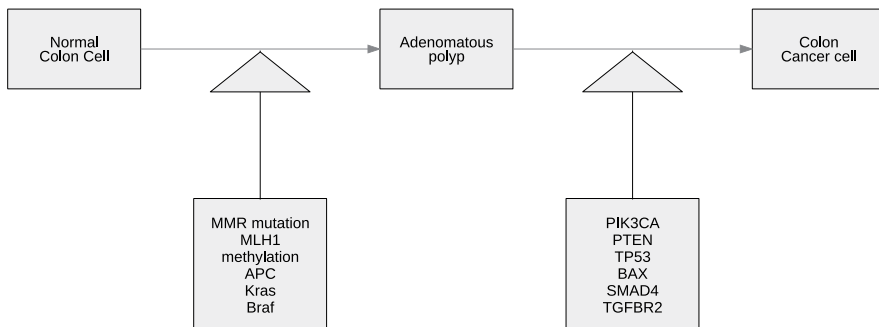 Normal
Colon Cell
Adenomatous
polyp
Colon
Cancer cell
MMR mutation
MLH1
methylation
APC
Kras
Braf
PIK3CA
PTEN
TP53
BAX
SMAD4
TGFBR2